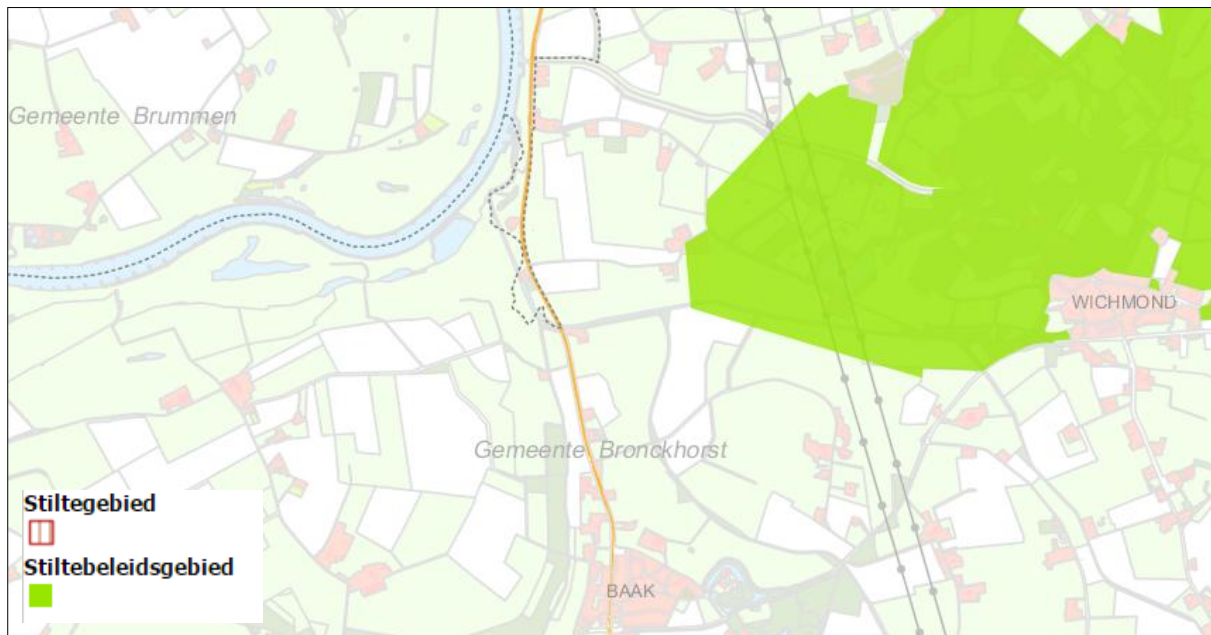 Gemeente Brummen
WICHMOND
Gemeente Bronckhorst
Stiltegebied
Stiltebeleidsgebied
BAAK